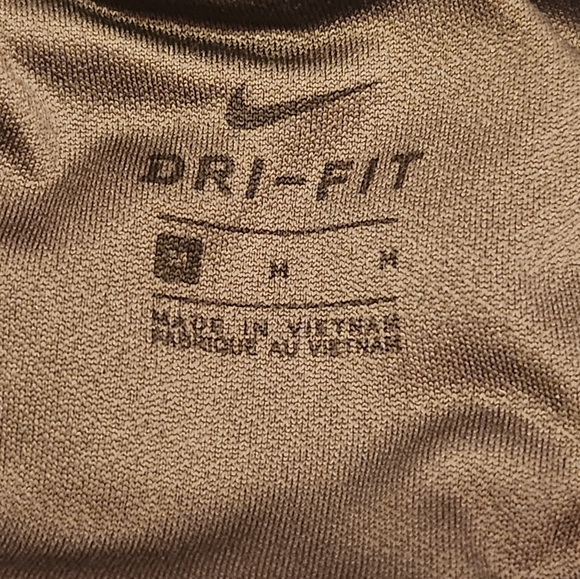 DRI-FIT
M M M
MADE IN VIETNAM
FABRIQUE AU VIETNAM